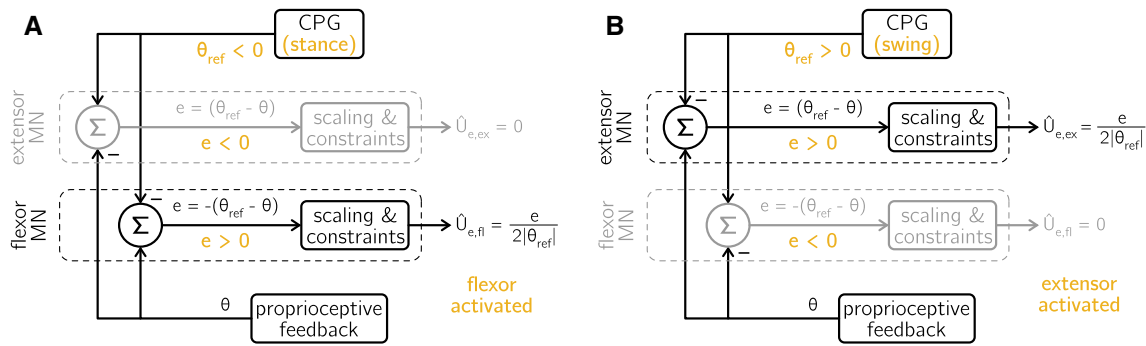 A
CPG
(stance)
θref < 0
extensor
MN
Σ
−
e = (θref - θ)
e < 0
scaling &
constraints
Ûe,ex = 0
flexor
MN
−
Σ
e = -(θref - θ)
e > 0
scaling &
constraints
Ûe,fl = e
2|θref|
flexor
activated
θ
proprioceptive
feedback
B
CPG
(swing)
θref > 0
extensor
MN
−
Σ
e = (θref - θ)
e > 0
scaling &
constraints
Ûe,ex = e
2|θref|
flexor
MN
Σ
−
e = -(θref - θ)
e < 0
scaling &
constraints
Ûe,fl = 0
extensor
activated
θ
proprioceptive
feedback